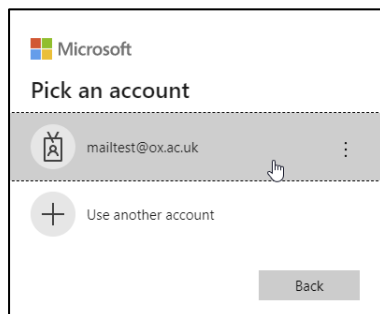 Microsoft
Pick an account
mailtest@ox.ac.uk
Use another account
Back